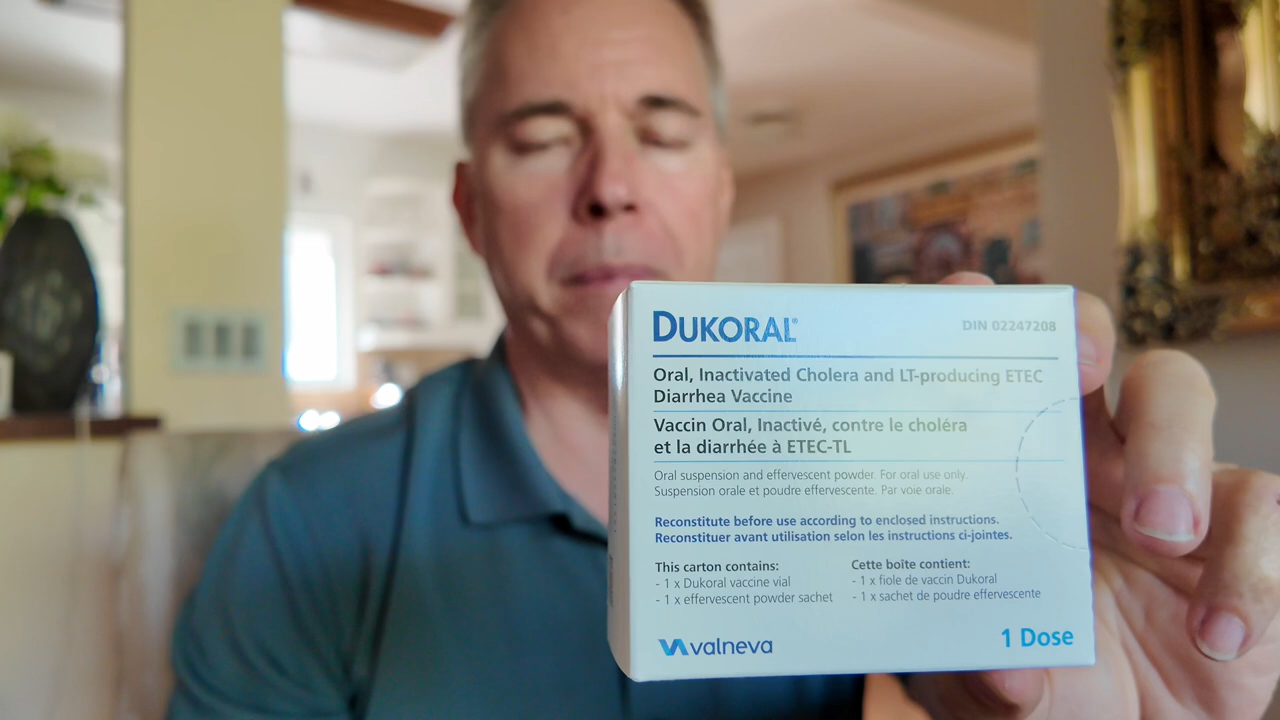 DUKORAL®
DIN 02247208
Oral, Inactivated Cholera and LT-producing ETEC
Diarrhea Vaccine
Vaccin Oral, Inactivé, contre le choléra
et la diarrhée à ETEC-TL
Oral suspension and effervescent powder. For oral use only.
Suspension orale et poudre effervescente. Par voie orale.
Reconstitute before use according to enclosed instructions.
Reconstituer avant utilisation selon les instructions ci-jointes.
This carton contains:
- 1 x Dukoral vaccine vial
- 1 x effervescent powder sachet
Cette boîte contient:
- 1 x fiole de vaccin Dukoral
- 1 x sachet de poudre effervescente
valneva
1 Dose